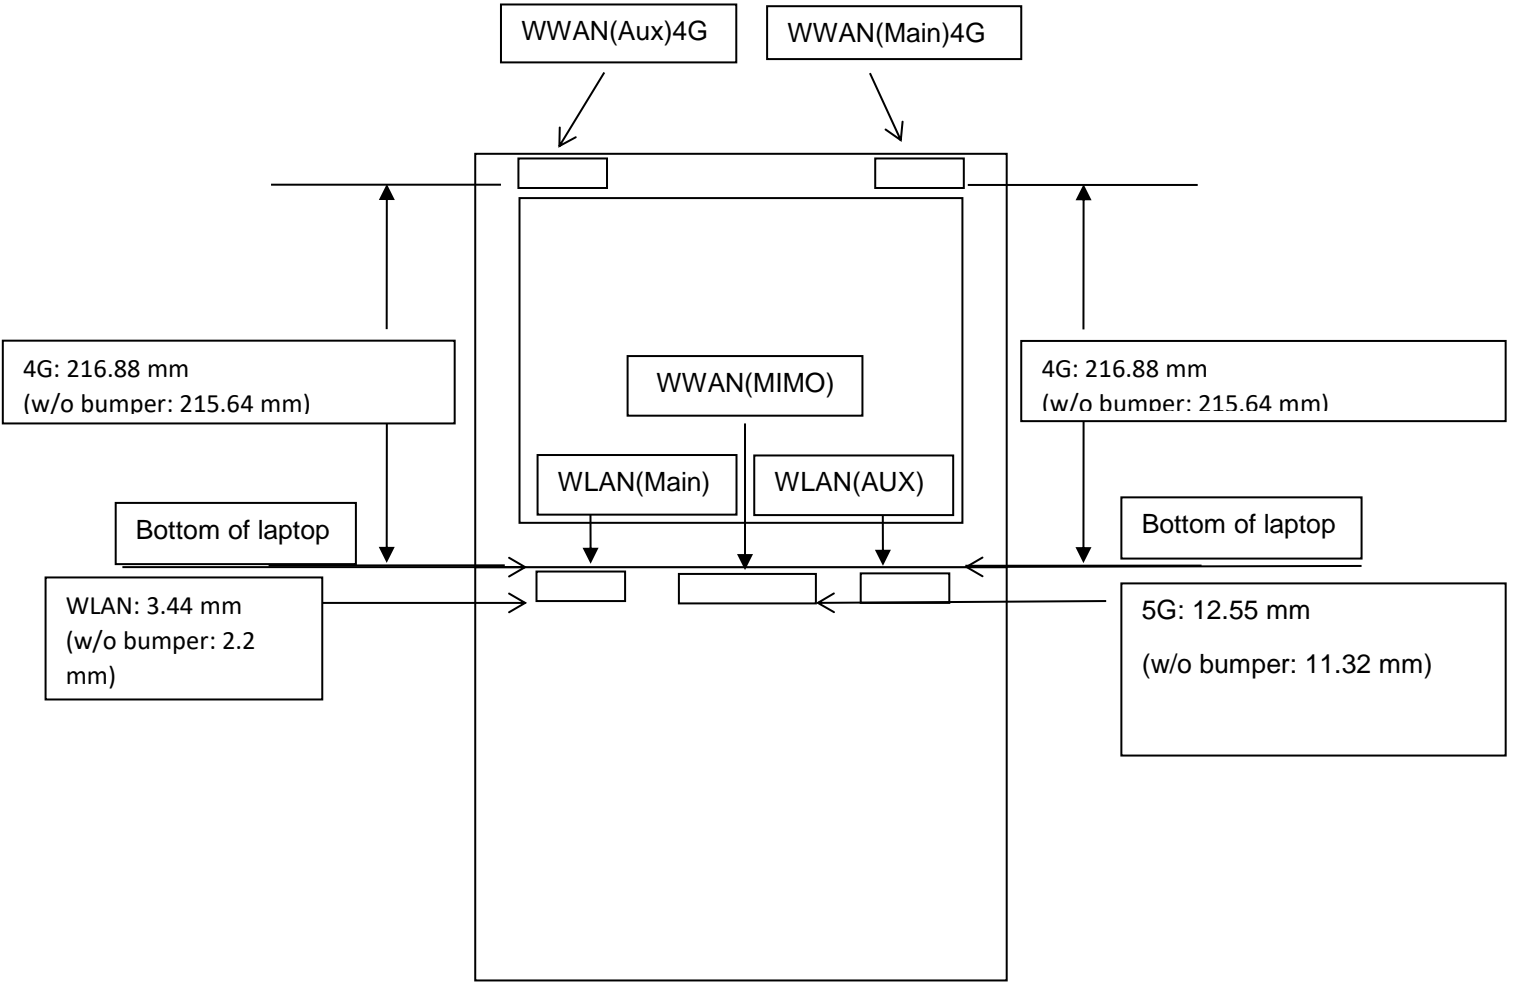 WWAN(Aux)4G
WWAN(Main)4G
4G: 216.88 mm
(w/o bumper: 215.64 mm)
4G: 216.88 mm
(w/o bumper: 215.64 mm)
WWAN(MIMO)
WLAN(Main)
WLAN(AUX)
Bottom of laptop
Bottom of laptop
WLAN: 3.44 mm
(w/o bumper: 2.2
mm)
5G: 12.55 mm
(w/o bumper: 11.32 mm)